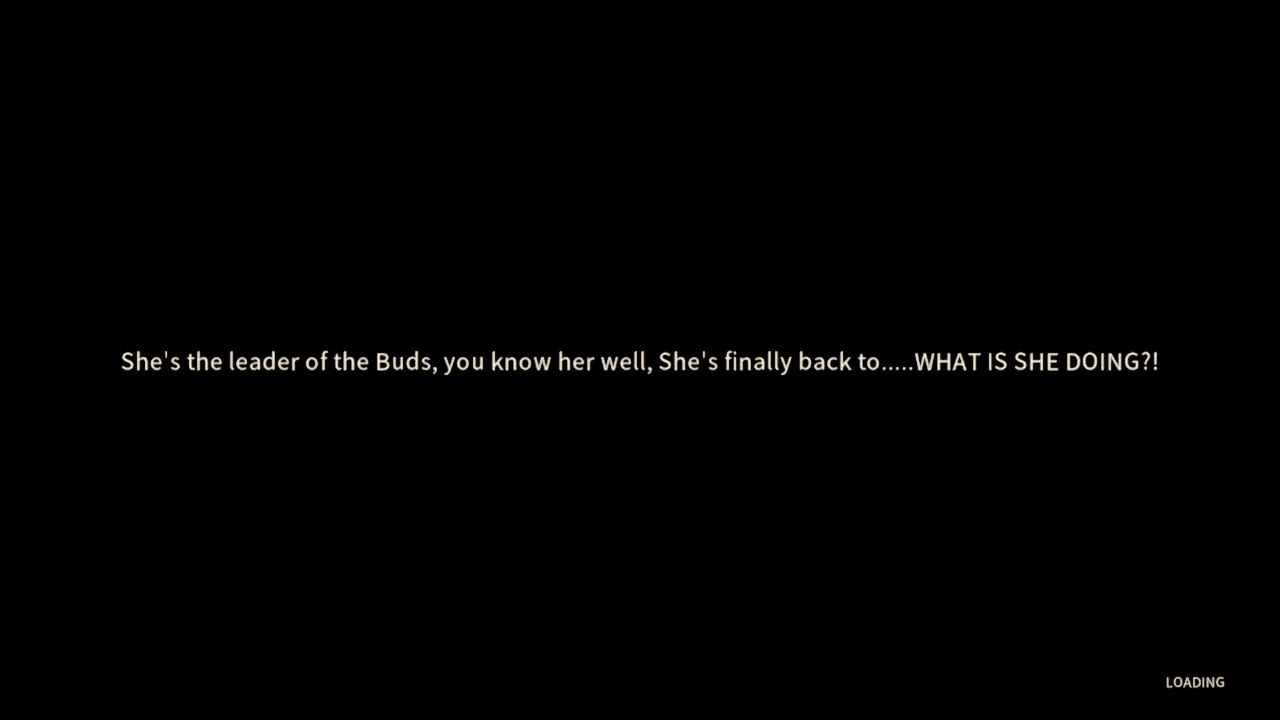 She's the leader of the Buds, you know her well, She's finally back to.....WHAT IS SHE DOING?!
LOADING